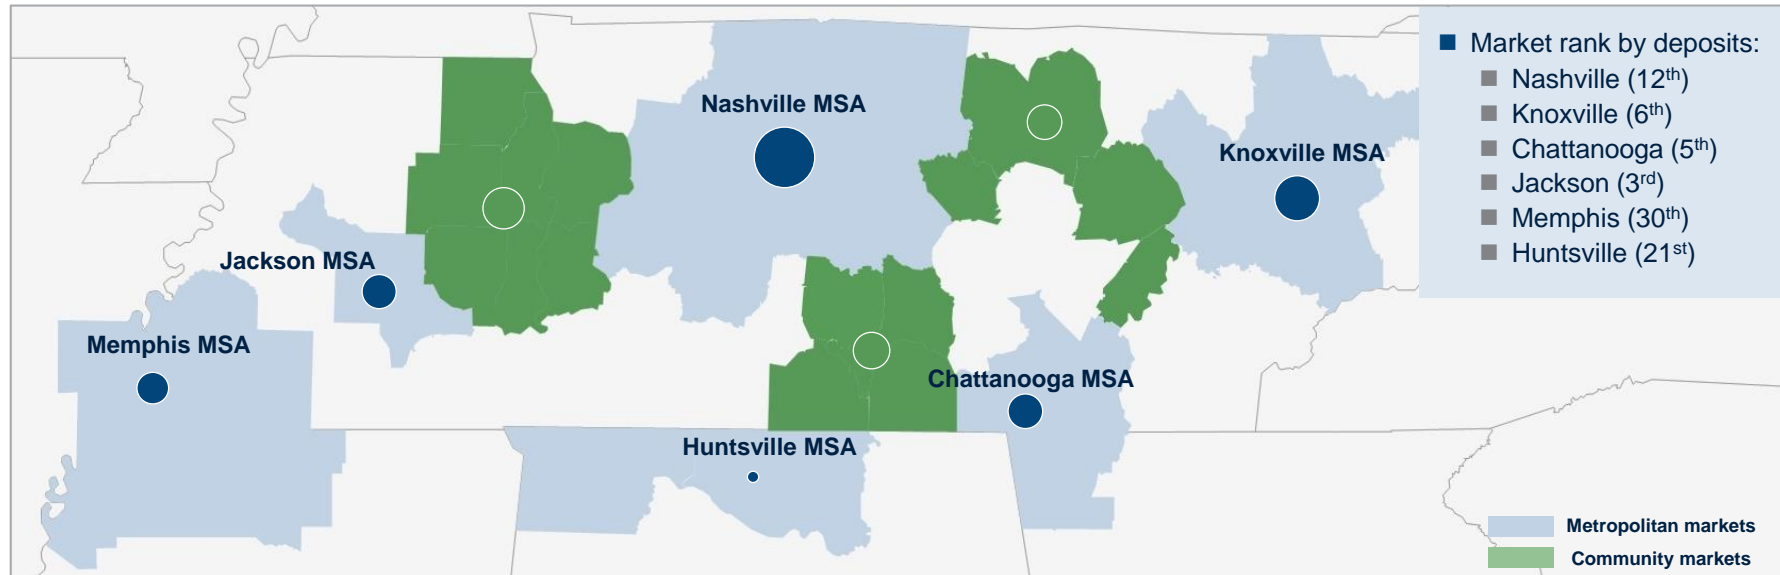 Market rank by deposits:
Nashville (12th)
Knoxville (6th)
Chattanooga (5th)
Jackson (3rd)
Memphis (30th)
Huntsville (21st)
Nashville MSA
Knoxville MSA
Jackson MSA
Memphis MSA
Chattanooga MSA
Huntsville MSA
Metropolitan markets
Community markets